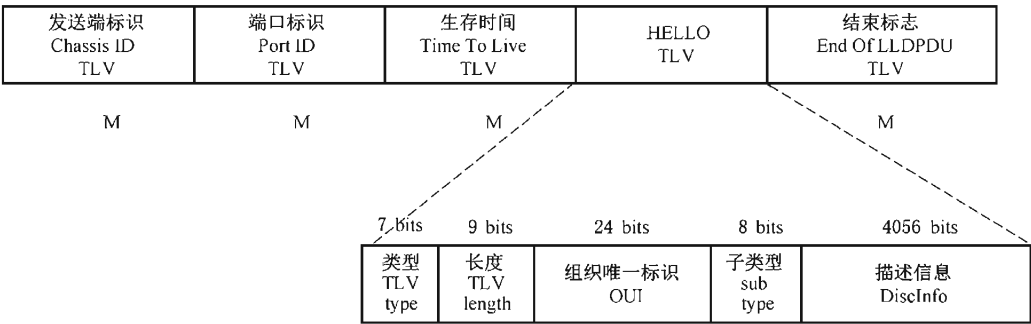 发送端标识
Chassis ID
TLV
端口标识
Port ID
TLV
生存时间
Time To Live
TLV
HELLO
TLV
结束标志
End Of LLDPDU
TLV
M
M
M
M
7 bits
9 bits
24 bits
8 bits
4056 bits
类型
TLV
type
长度
TLV
length
组织唯一标识
OUI
子类型
sub
type
描述信息
DiscInfo